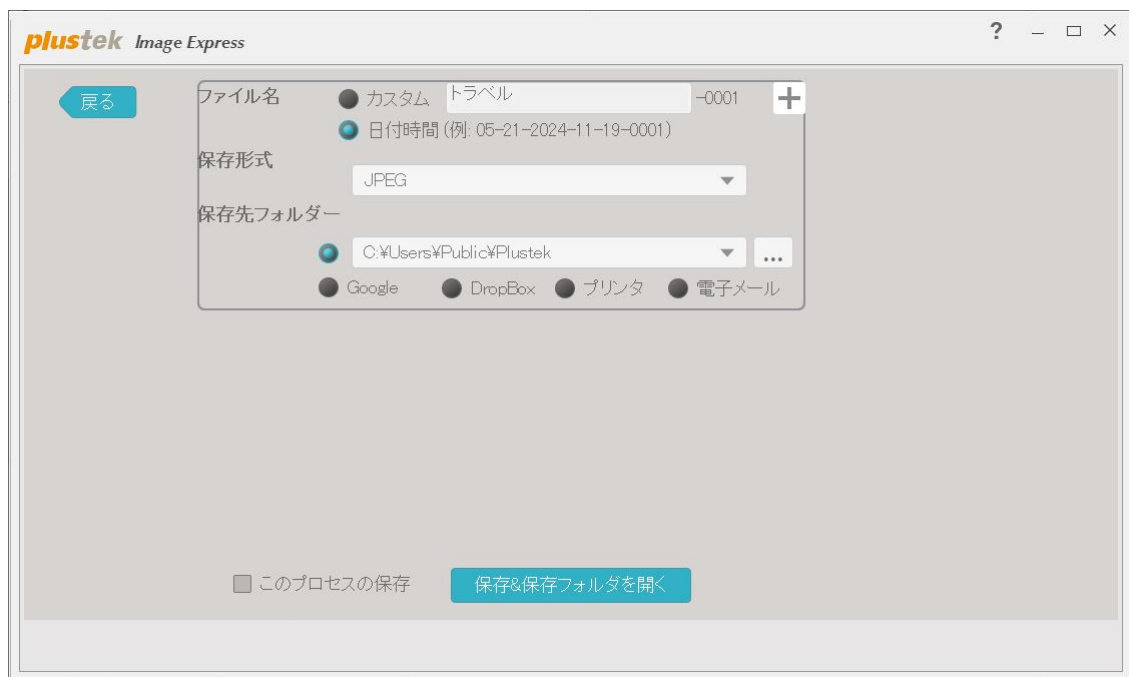 plustek Image Express
?
戻る
ファイル名
カスタム トラベル -0001
日付時間 (例: 05-21-2024-11-19-0001)
保存形式
JPEG
保存先フォルダー
C:¥Users¥Public¥Plustek ...
Google DropBox プリンタ 電子メール
このプロセスの保存 保存&保存フォルダを開く